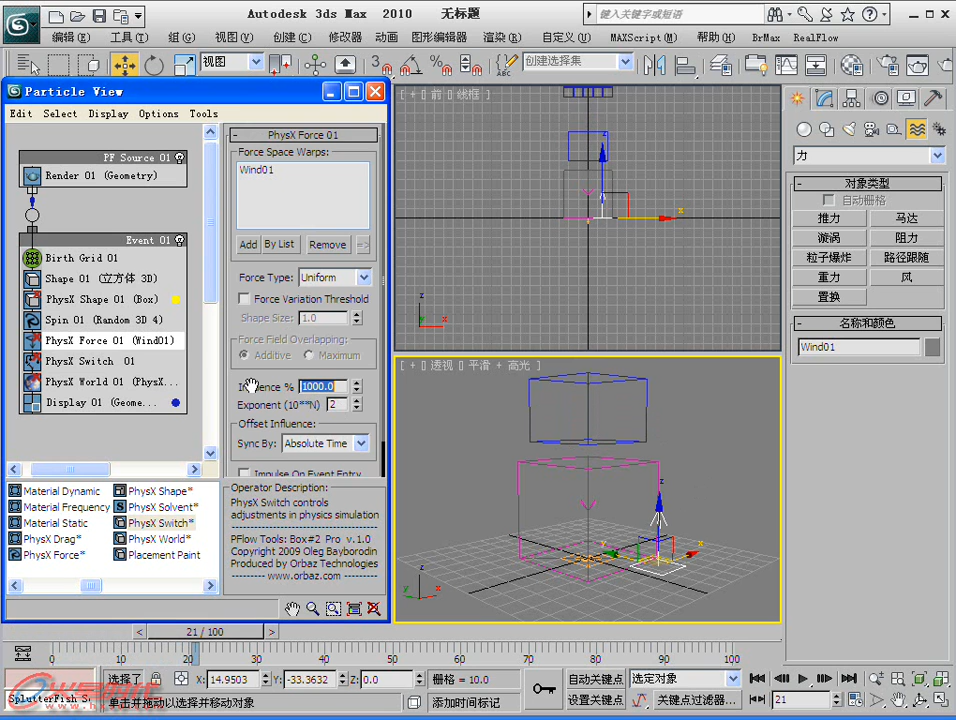 Autodesk 3ds Max 2010 无标题
键入关键字或短语
编辑(E) 工具(T) 组(G) 视图(V) 创建(C) 修改器 动画 图形编辑器 渲染(R) 自定义(U) MAXScript(M) 帮助(H) BrMax RealFlow
视图
创建选择集
Particle View
Edit Select Display Options Tools
PF Source 01
Render 01 (Geometry)
Event 01
Birth Grid 01
Shape 01 (立方体 3D)
PhysX Shape 01 (Box)
Spin 01 (Random 3D 4)
PhysX Force 01 (Wind01)
PhysX Switch 01
PhysX World 01 (PhysX...
Display 01 (Geome...
PhysX Force 01
Force Space Warps:
Wind01
Add By List Remove =>
Force Type: Uniform
Force Variation Threshold
Shape Size: 1.0
Force Field Overlapping:
Additive Maximum
Influence % 1000.0
Exponent (10**N) 2
Offset Influence:
Sync By: Absolute Time
Impulse On Event Entry
Material Dynamic PhysX Shape*
Material Frequency PhysX Solvent*
Material Static PhysX Switch*
PhysX Drag* PhysX World*
PhysX Force* Placement Paint
Operator Description:
PhysX Switch controls
adjustments in physics simulation
PFlow Tools: Box#2 Pro v.1.0
Copyright 2009 Oleg Bayborodin
Produced by Orbaz Technologies
www.orbaz.com
[ + [] 前 [] 线框 ]
z
x
z
x
[ + [] 透视 [] 平滑 + 高光 ]
z
y
x
z
y
x
力
对象类型
自动栅格
推力 马达
漩涡 阻力
粒子爆炸 路径跟随
重力 风
置换
名称和颜色
Wind01
< 21 / 100 >
0 10 20 30 40 50 60 70 80 90 100
选择了 X: 14.9503 Y: -33.3632 Z: 0.0 栅格 = 10.0
自动关键点 选定对象
SplutterFish S
单击并拖动以选择并移动对象
添加时间标记
设置关键点 关键点过滤器... 21